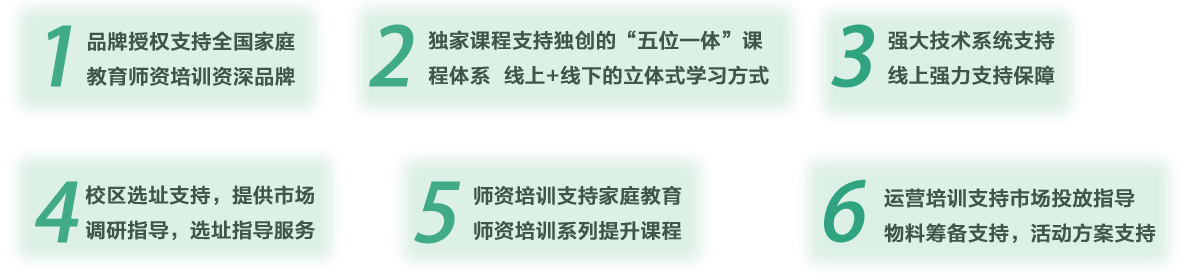 1
品牌授权支持全国家庭
教育师资培训资深品牌
2
独家课程支持独创的“五位一体”课
程体系 线上+线下的立体式学习方式
3
强大技术系统支持
线上强力支持保障
4
校区选址支持，提供市场
调研指导，选址指导服务
5
师资培训支持家庭教育
师资培训系列提升课程
6
运营培训支持市场投放指导
物料筹备支持，活动方案支持